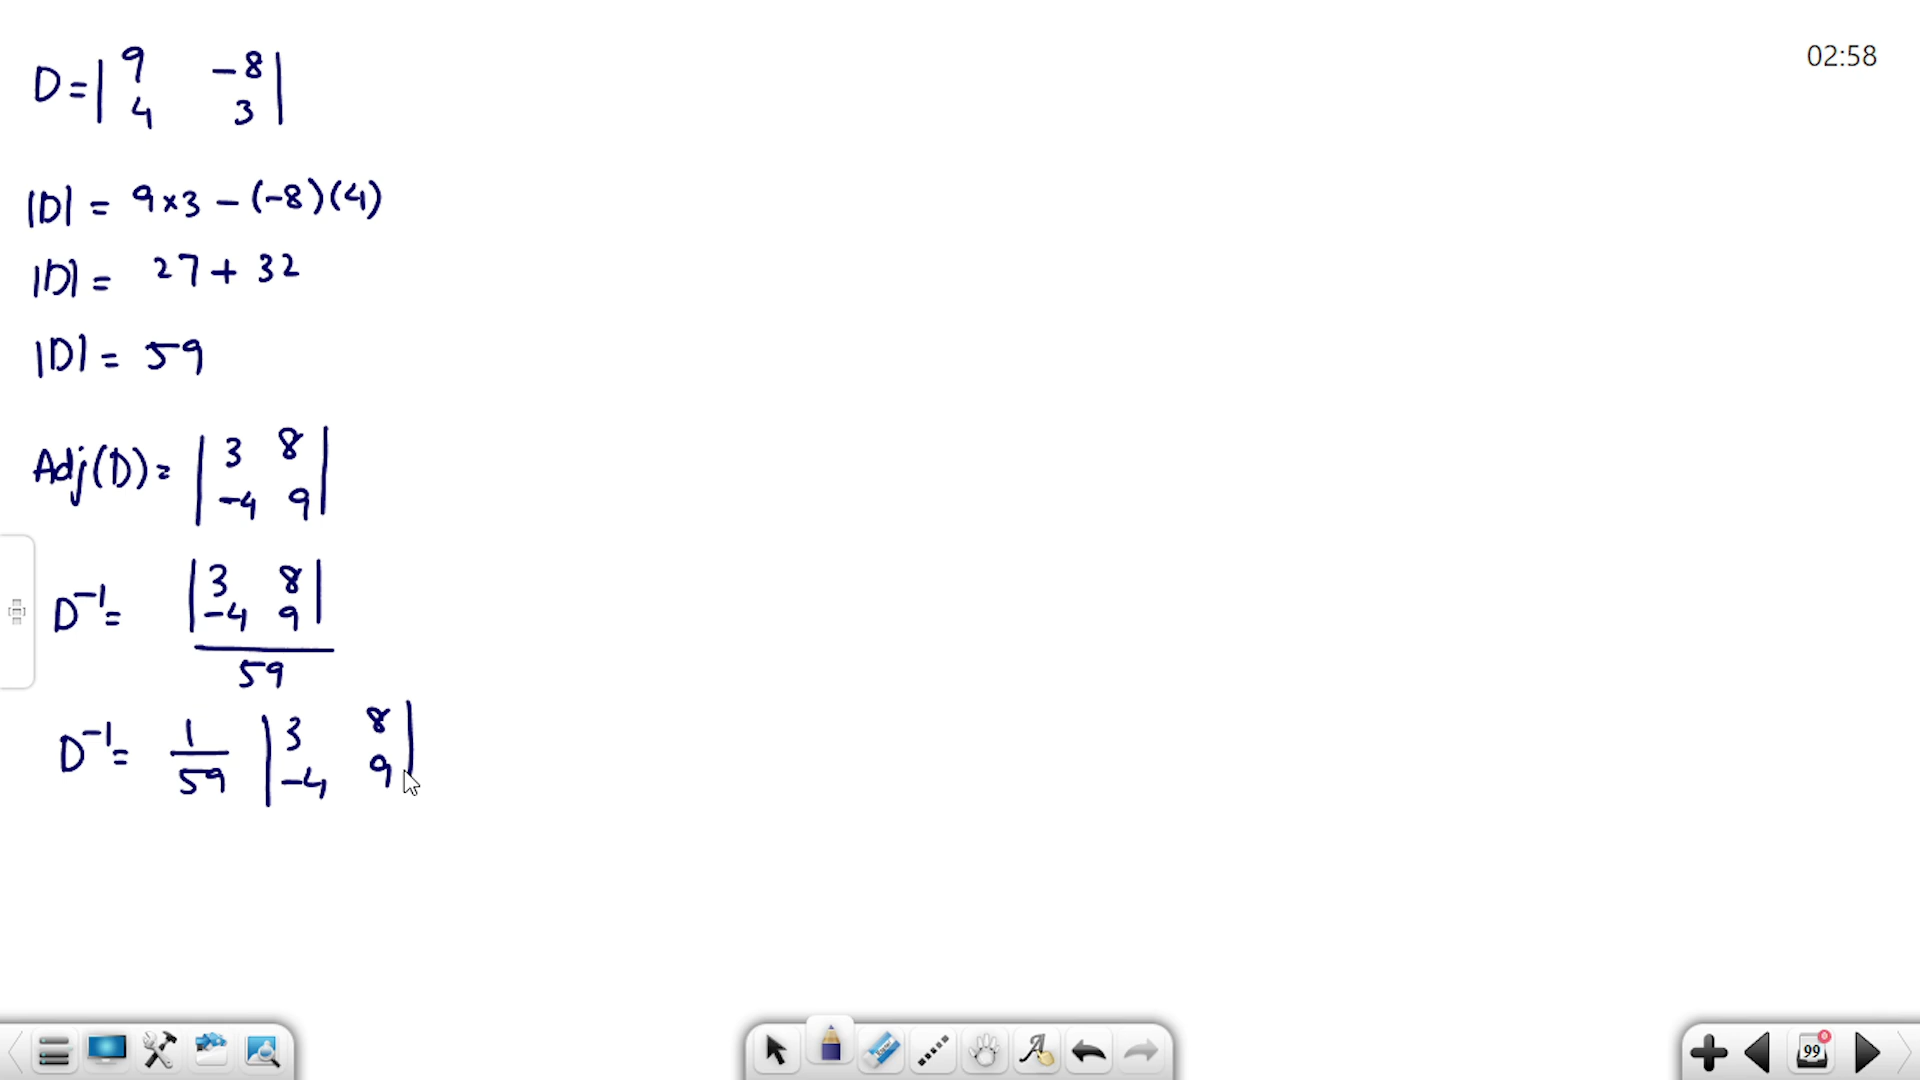 02:58
D = | 9 -8 |
| 4 3 |
|D| = 9 × 3 - (-8)(4)
|D| = 27 + 32
|D| = 59
Adj(D) = | 3 8 |
| -4 9 |
D⁻¹ = | 3 8 |
| -4 9 |
59
D⁻¹ = 1/59 | 3 8 |
| -4 9 |
99